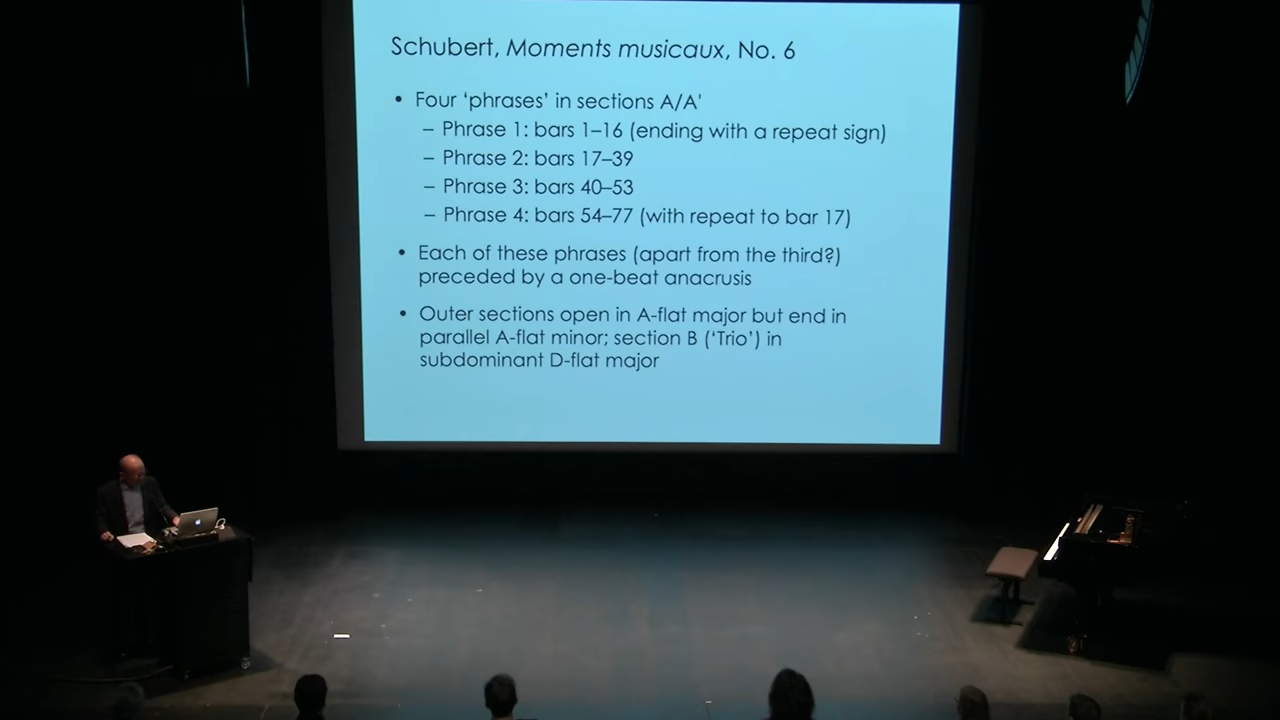 Schubert, Moments musicaux, No. 6
• Four ‘phrases’ in sections A/A'
– Phrase 1: bars 1–16 (ending with a repeat sign)
– Phrase 2: bars 17–39
– Phrase 3: bars 40–53
– Phrase 4: bars 54–77 (with repeat to bar 17)
• Each of these phrases (apart from the third?)
preceded by a one-beat anacrusis
• Outer sections open in A-flat major but end in
parallel A-flat minor; section B (‘Trio’) in
subdominant D-flat major